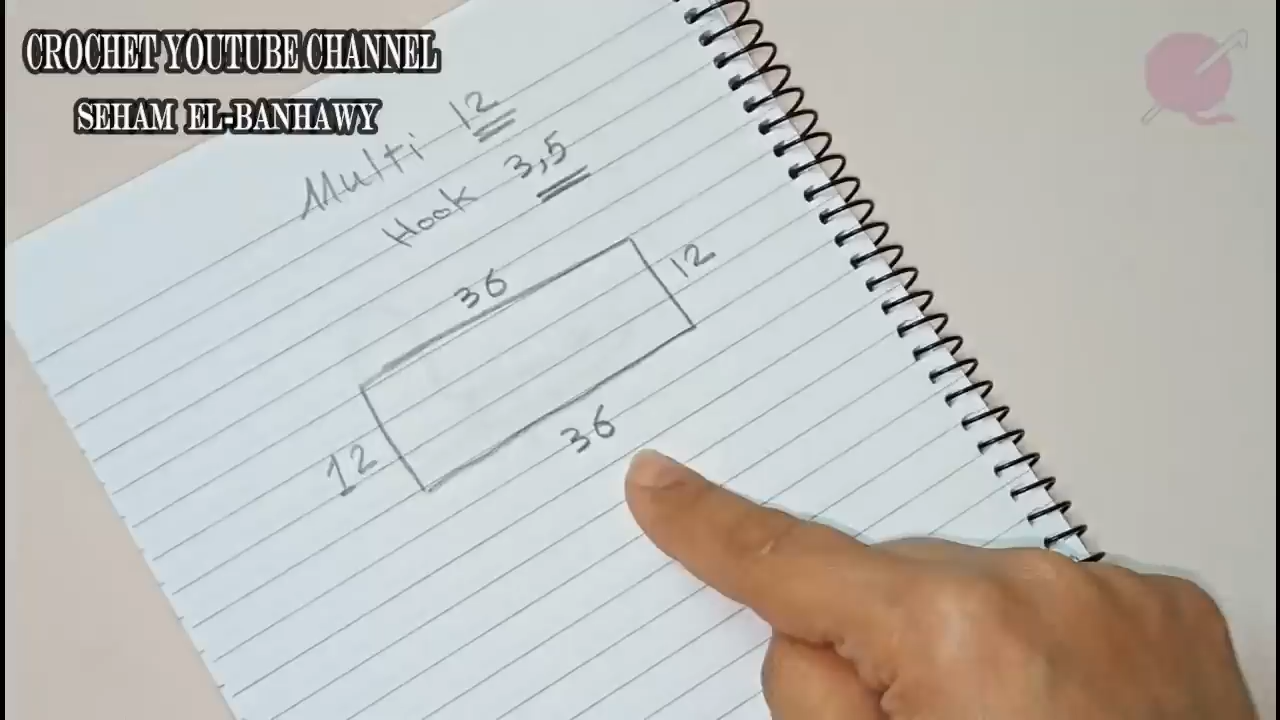 CROCHET YOUTUBE CHANNEL
SEHAM EL-BANHAWY
Multi 12
Hook 3,5
36
12
12
36